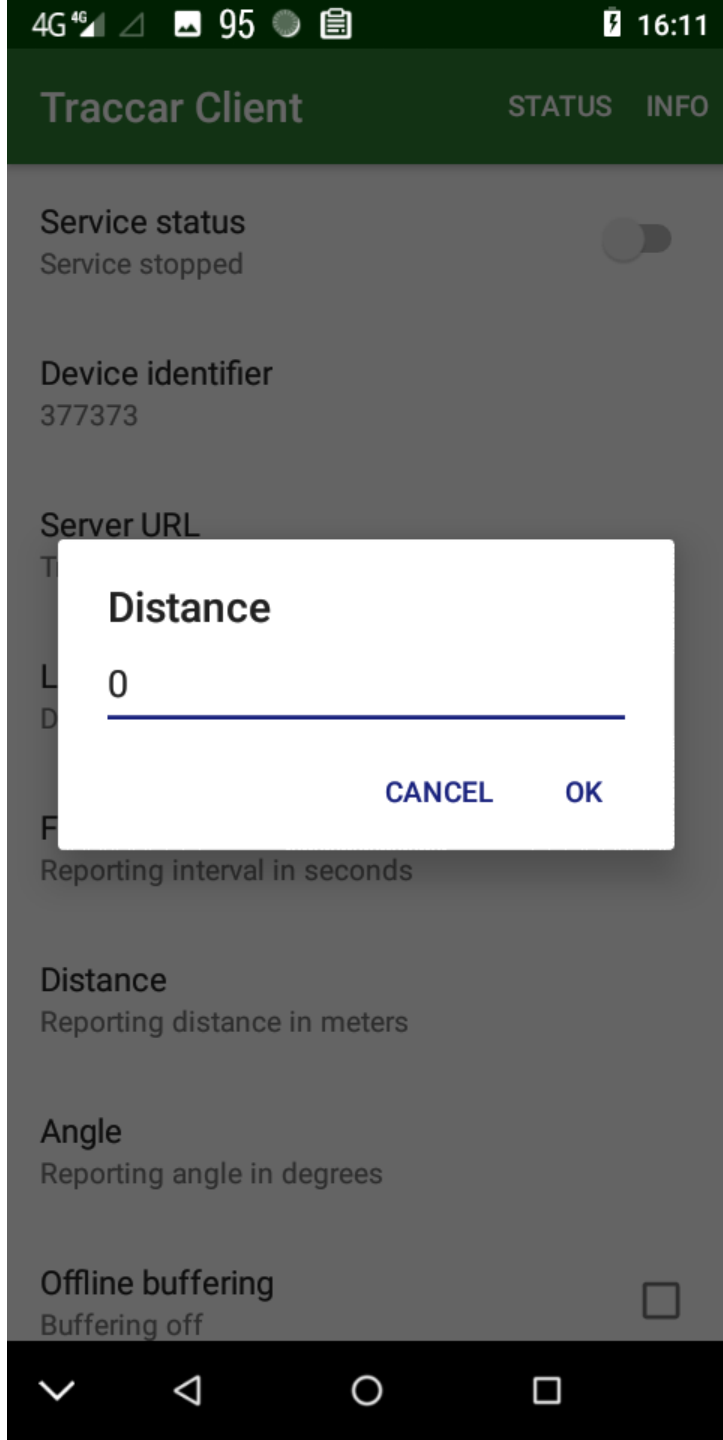 4G 4G 95 16:11
Traccar Client STATUS INFO
Service status
Service stopped
Device identifier
377373
Server URL
Distance
0
CANCEL OK
Reporting interval in seconds
Distance
Reporting distance in meters
Angle
Reporting angle in degrees
Offline buffering
Buffering off